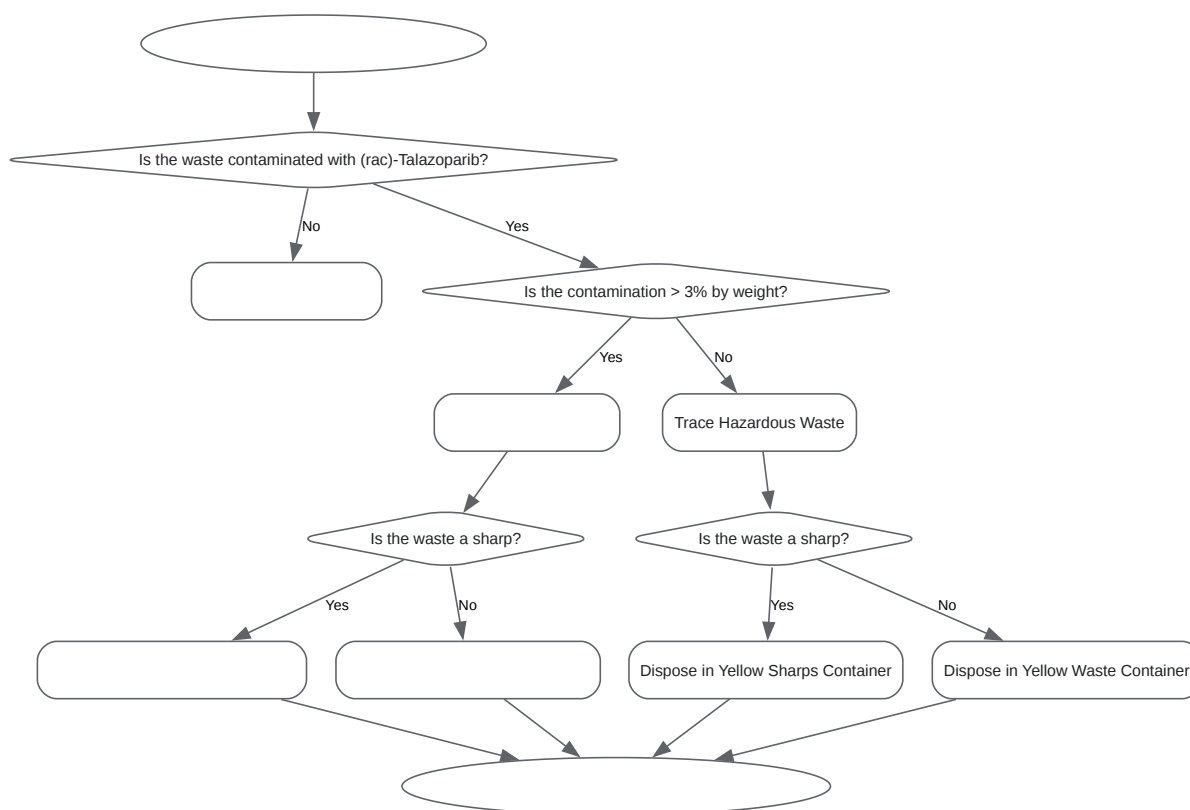 Is the waste contaminated with (rac)-Talazoparib?
No
Yes
Is the contamination > 3% by weight?
Yes
No
Trace Hazardous Waste
Is the waste a sharp?
Is the waste a sharp?
Yes
No
Yes
No
Dispose in Yellow Sharps Container
Dispose in Yellow Waste Container